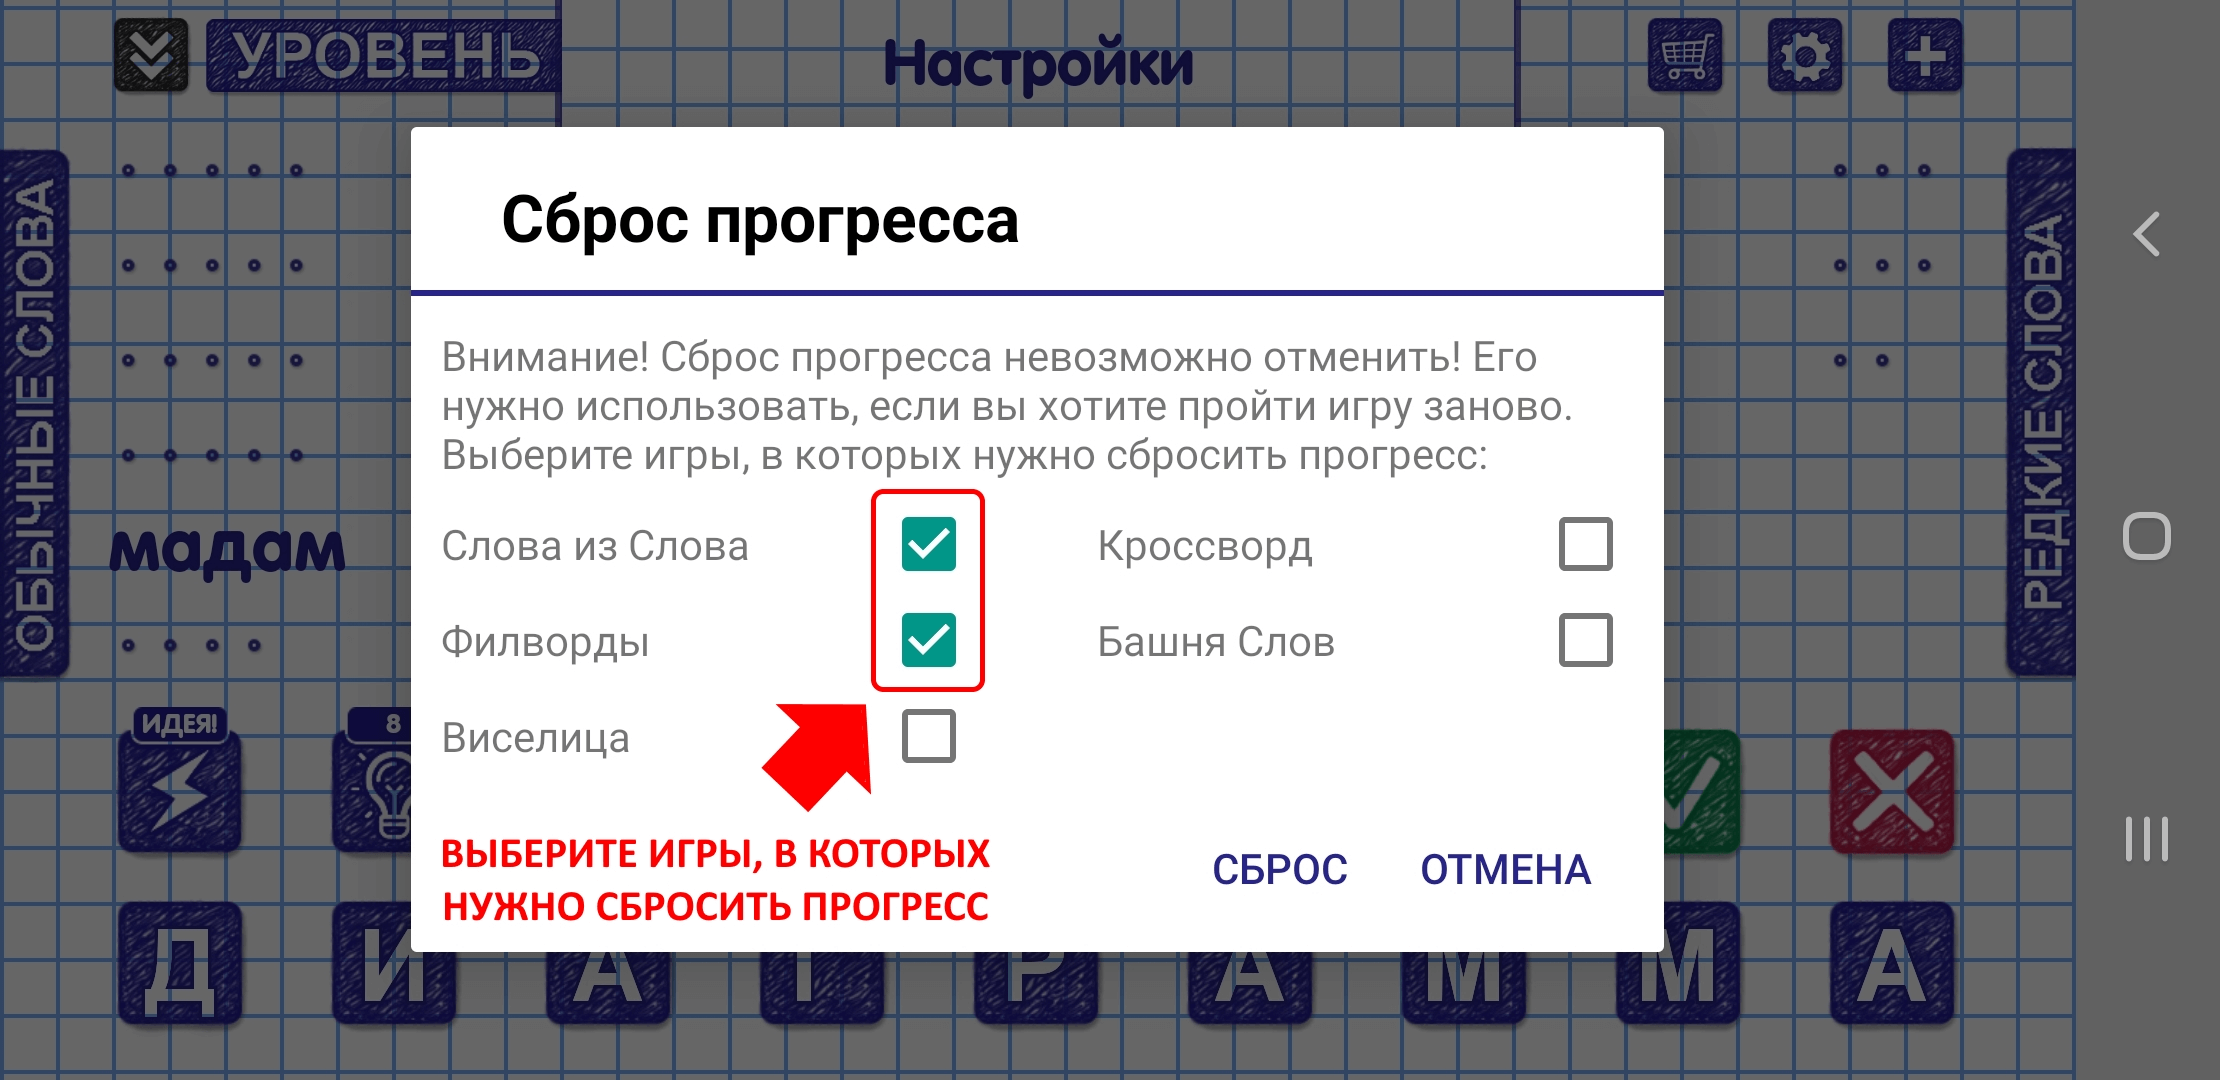 УРОВЕНЬ
Настройки
ОБЫЧНЫЕ СЛОВА
РЕДКИЕ СЛОВА
Сброс прогресса
Внимание! Сброс прогресса невозможно отменить! Его
нужно использовать, если вы хотите пройти игру заново.
Выберите игры, в которых нужно сбросить прогресс:
Слова из Слова
Кроссворд
мадам
Филворды
Башня Слов
ИДЕЯ!
8
Виселица
ВЫБЕРИТЕ ИГРЫ, В КОТОРЫХ
НУЖНО СБРОСИТЬ ПРОГРЕСС
СБРОС
ОТМЕНА
Д И А Г Р А М М А